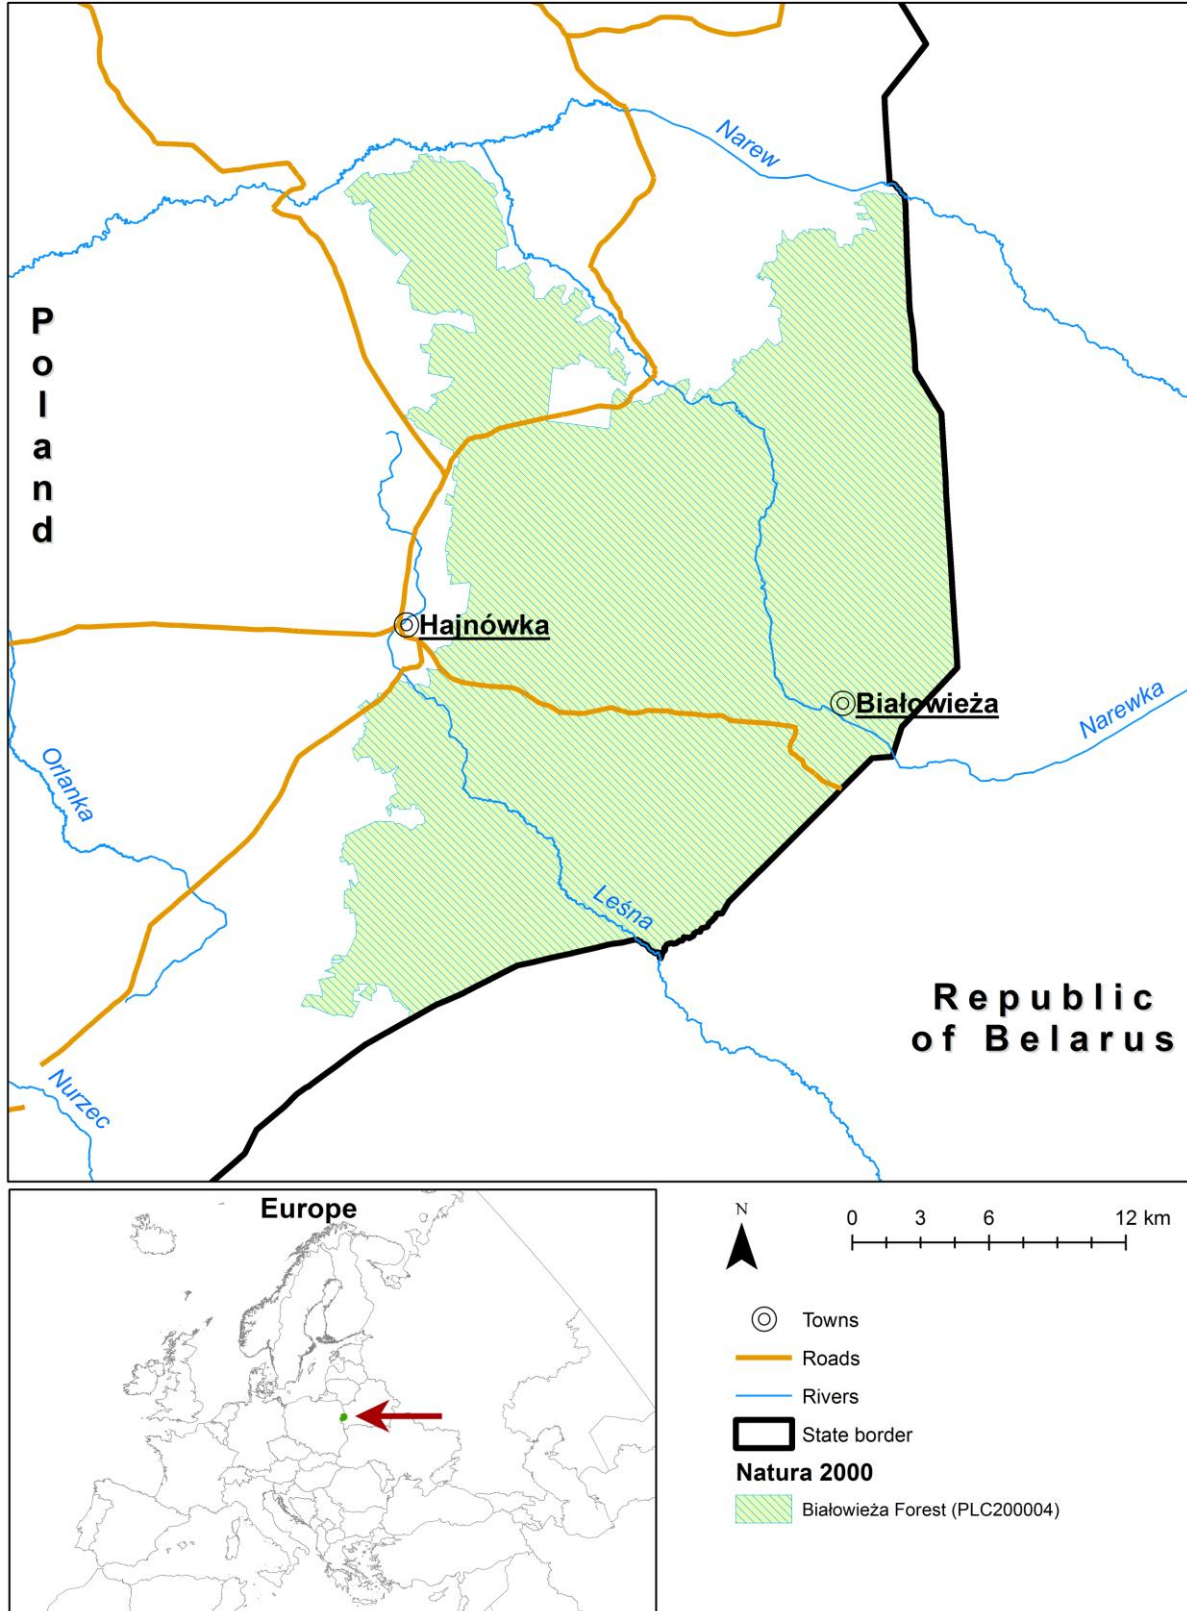 Narew
Poland
Hajnówka
Białowieża
Narewka
Orlanka
Leśna
Republic
of Belarus
Nurzec
Europe
N
0 3 6 12 km
Towns
Roads
Rivers
State border
Natura 2000
Białowieża Forest (PLC200004)